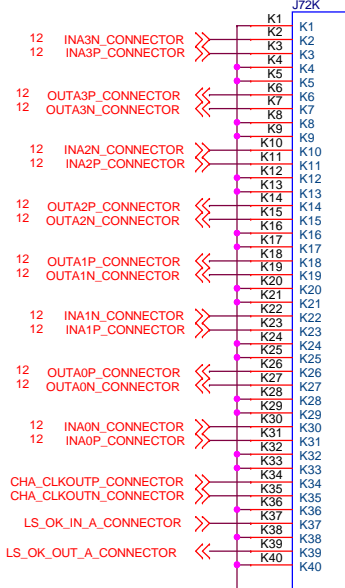 J72K
K1 K1
12 INA3N_CONNECTOR K2 K2
12 INA3P_CONNECTOR K3 K3
K4 K4
K5 K5
12 OUTA3P_CONNECTOR K6 K6
12 OUTA3N_CONNECTOR K7 K7
K8 K8
K9 K9
12 INA2N_CONNECTOR K10 K10
12 INA2P_CONNECTOR K11 K11
K12 K12
K13 K13
12 OUTA2P_CONNECTOR K14 K14
12 OUTA2N_CONNECTOR K15 K15
K16 K16
K17 K17
12 OUTA1P_CONNECTOR K18 K18
12 OUTA1N_CONNECTOR K19 K19
K20 K20
K21 K21
12 INA1N_CONNECTOR K22 K22
12 INA1P_CONNECTOR K23 K23
K24 K24
K25 K25
12 OUTA0P_CONNECTOR K26 K26
12 OUTA0N_CONNECTOR K27 K27
K28 K28
K29 K29
12 INA0N_CONNECTOR K30 K30
12 INA0P_CONNECTOR K31 K31
K32 K32
K33 K33
CHA_CLKOUTP_CONNECTOR K34 K34
CHA_CLKOUTN_CONNECTOR K35 K35
K36 K36
LS_OK_IN_A_CONNECTOR K37 K37
K38 K38
LS_OK_OUT_A_CONNECTOR K39 K39
K40 K40